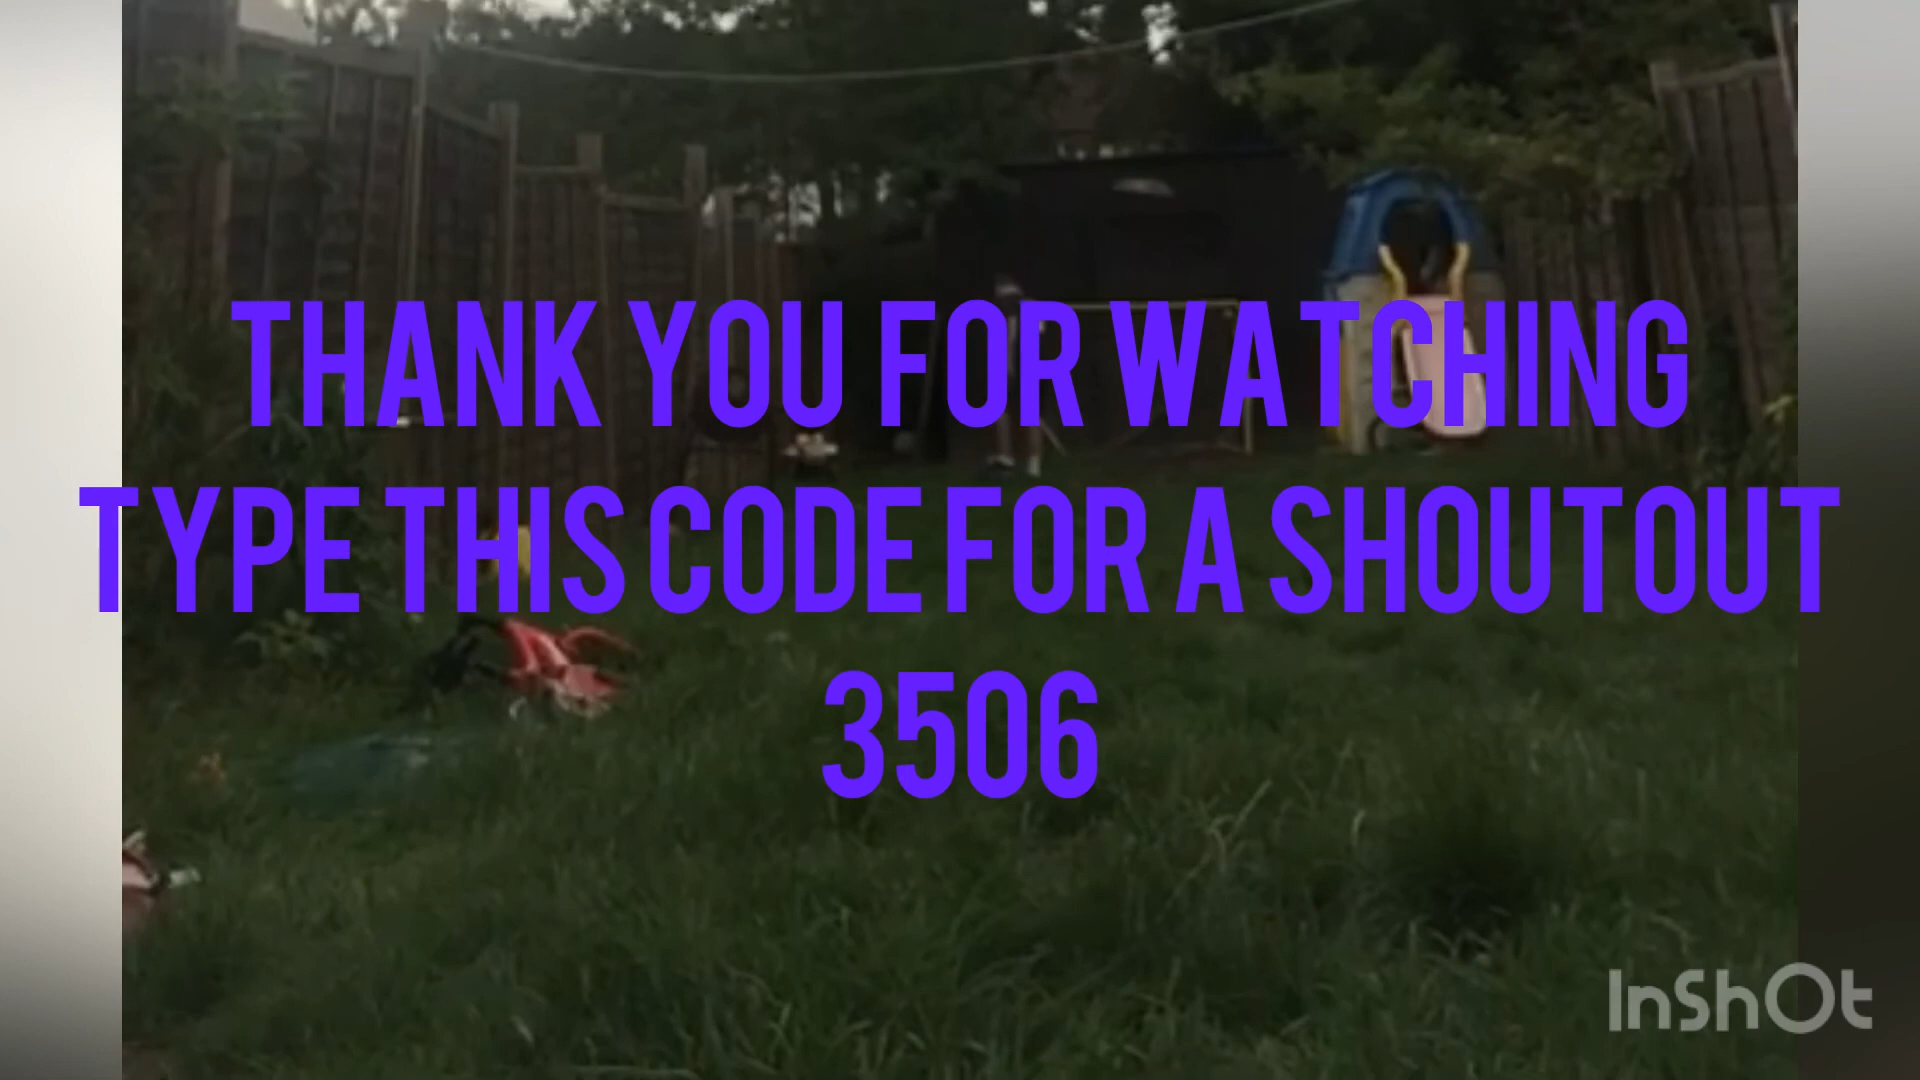 THANK YOU FOR WATCHING
TYPE THIS CODE FOR A SHOUTOUT
3506
InShOt